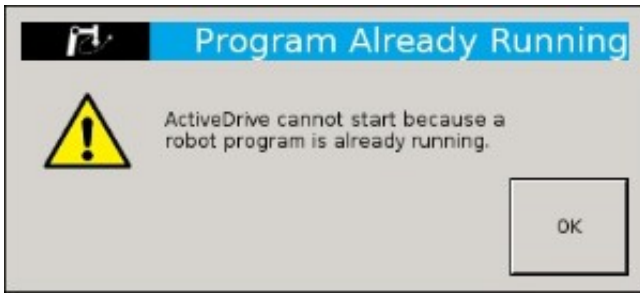 Program Already Running
ActiveDrive cannot start because a
robot program is already running.
OK